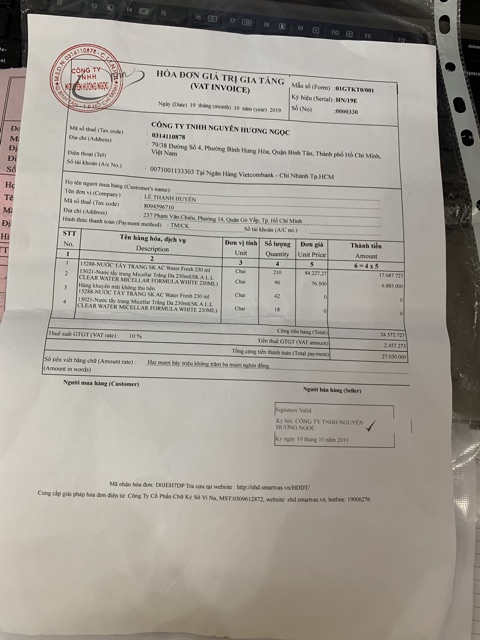 M.S.D.N: 0314110878 - C.T.
CÔNG TY
TNHH
NGUYÊN HƯƠNG NGỌC
HÓA ĐƠN GIÁ TRỊ GIA TĂNG
(VAT INVOICE)
Ngày (Date) 19 tháng (month) 10 năm (year) 2019
Mẫu số (Form) :01GTKT0/001
Ký hiệu (Serial): HN/19E
Số (No) :0000330
CÔNG TY TNHH NGUYÊN HƯƠNG NGỌC
Mã số thuế (Tax code) : 0314110878
Địa chỉ (Address) : 79/38 Đường Số 4, Phường Bình Hưng Hòa, Quận Bình Tân, Thành phố Hồ Chí Minh,
Việt Nam
Điện thoại (Tel) :
Số tài khoản (A/c No.) : 0071001133303 Tại Ngân Hàng Vietcombank - Chi Nhánh Tp.HCM
Họ tên người mua hàng (Customer's name):
Tên đơn vị (Company) : LÊ THANH HUYỀN
Mã số thuế (Tax code) : 8094596710
Địa chỉ (Address) : 237 Phạm Văn Chiêu, Phường 14, Quận Gò Vấp, Tp. Hồ Chí Minh
Hình thức thanh toán (Payment method) : TM/CK Số tài khoản (A/c no) :
STT Tên hàng hóa, dịch vụ Đơn vị tính Số lượng Đơn giá Thành tiền
No. Description Unit Quantity Unit Price Amount
1 2 3 4 5 6 = 4 x 5
1 15288-NƯỚC TẨY TRANG SK AC Water Fresh 230 ml Chai 210 84.227,27 17.687.727
2 15021-Nước tẩy trang Micellar Trắng Da 230ml(SK A.L.L
CLEAR WATER MICELLAR FORMULA WHITE 230ML) Chai 90 76.500 6.885.000
Hàng khuyến mãi không thu tiền
3 15288-NƯỚC TẨY TRANG SK AC Water Fresh 230 ml Chai 42 0 0
4 15021-Nước tẩy trang Micellar Trắng Da 230ml(SK A.L.L
CLEAR WATER MICELLAR FORMULA WHITE 230ML) Chai 18 0 0
Cộng tiền hàng (Total): 24.572.727
Thuế suất GTGT (VAT rate) : 10 % Tiền thuế GTGT (VAT amount): 2.457.273
Tổng cộng tiền thanh toán (Total payment): 27.030.000
Số tiền viết bằng chữ (Amount rate) : Hai mươi bảy triệu không trăm ba mươi nghìn đồng
(Amount in words)
Người mua hàng (Customer) Người bán hàng (Seller)
Signature Valid
Ký bởi: CÔNG TY TNHH NGUYÊN
HƯƠNG NGỌC
Ký ngày 19 tháng 10 năm 2019
Mã nhận hóa đơn: D0JEH7DP Tra cứu tại website : http://ehd.smartvas.vn/HDDT/
Cung cấp giải pháp hóa đơn điện tử: Công Ty Cổ Phần Chữ Ký Số Vi Na, MST:0309612872, website: ehd.smartvas.vn, hotline: 19006276